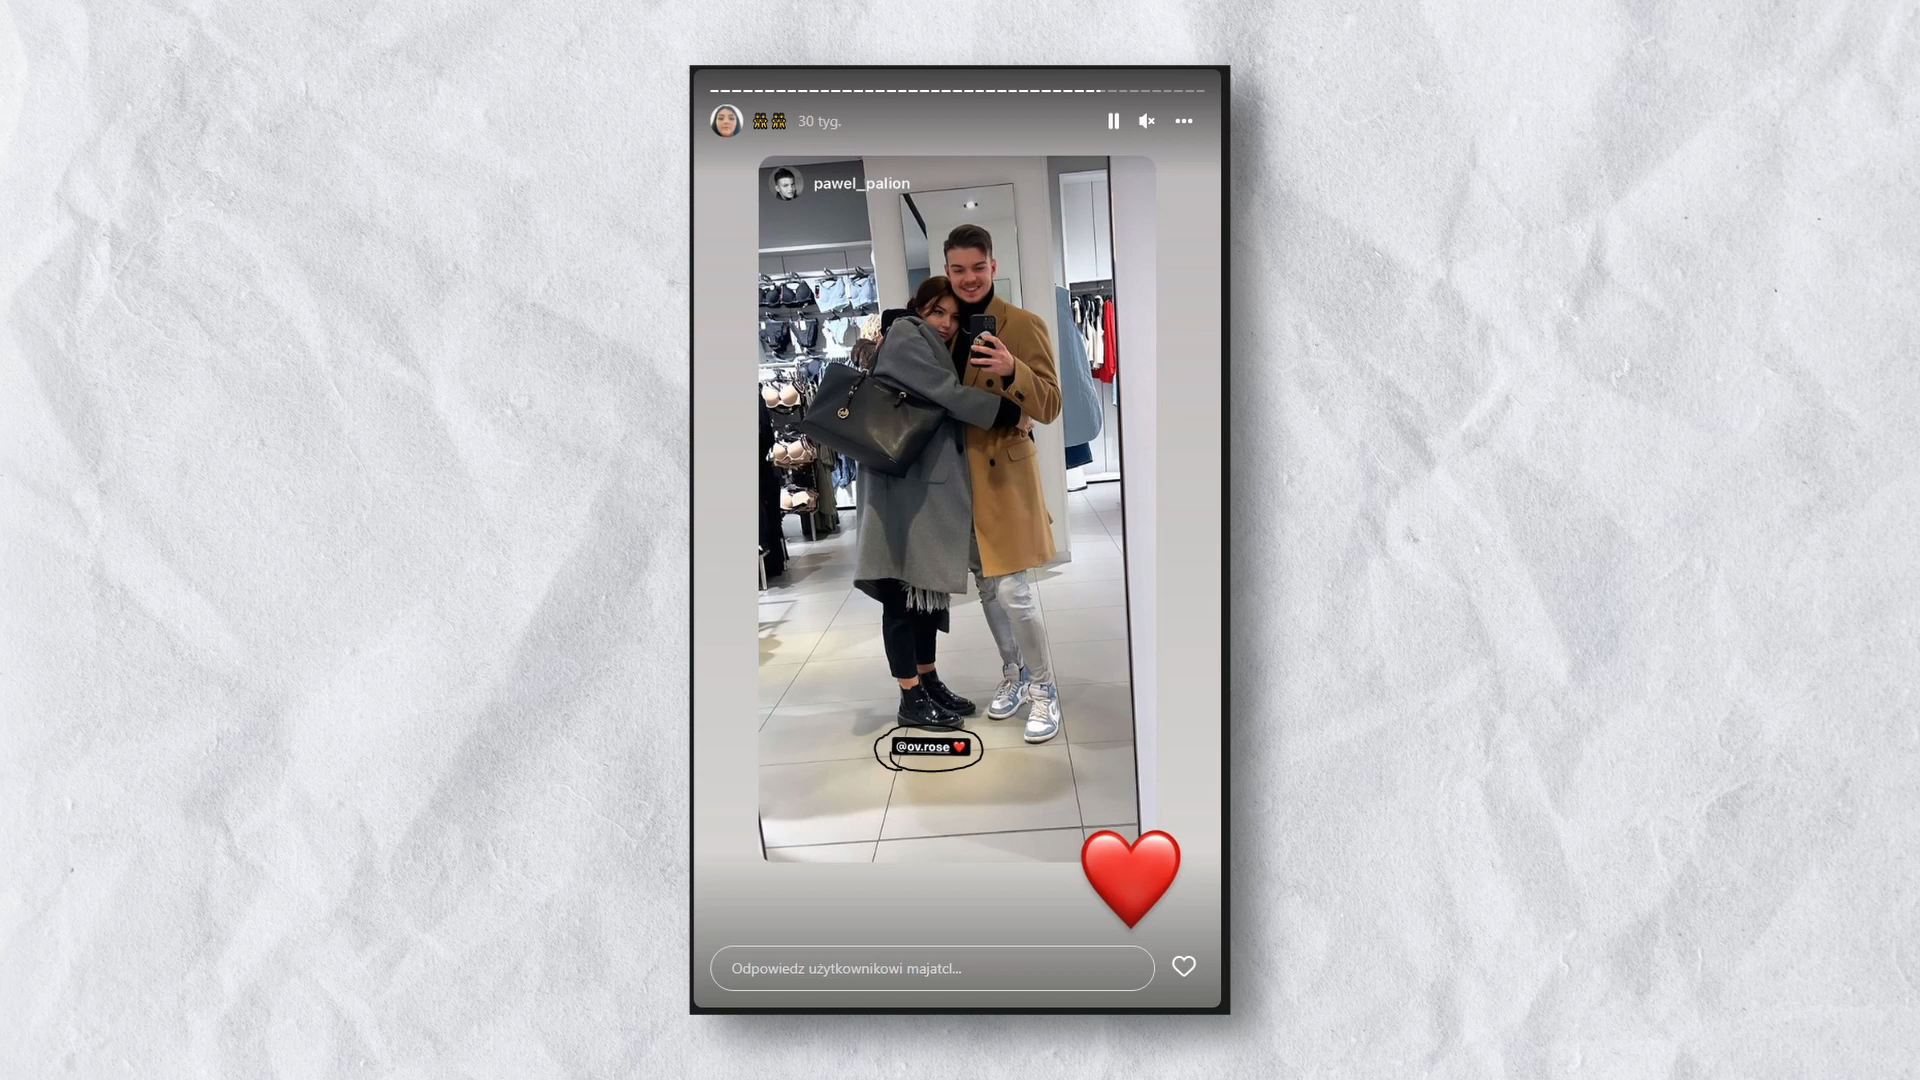 30 tyg.
pawel_palion
@ov.rose ❤️
Odpowiedz użytkownikowi majatcl...